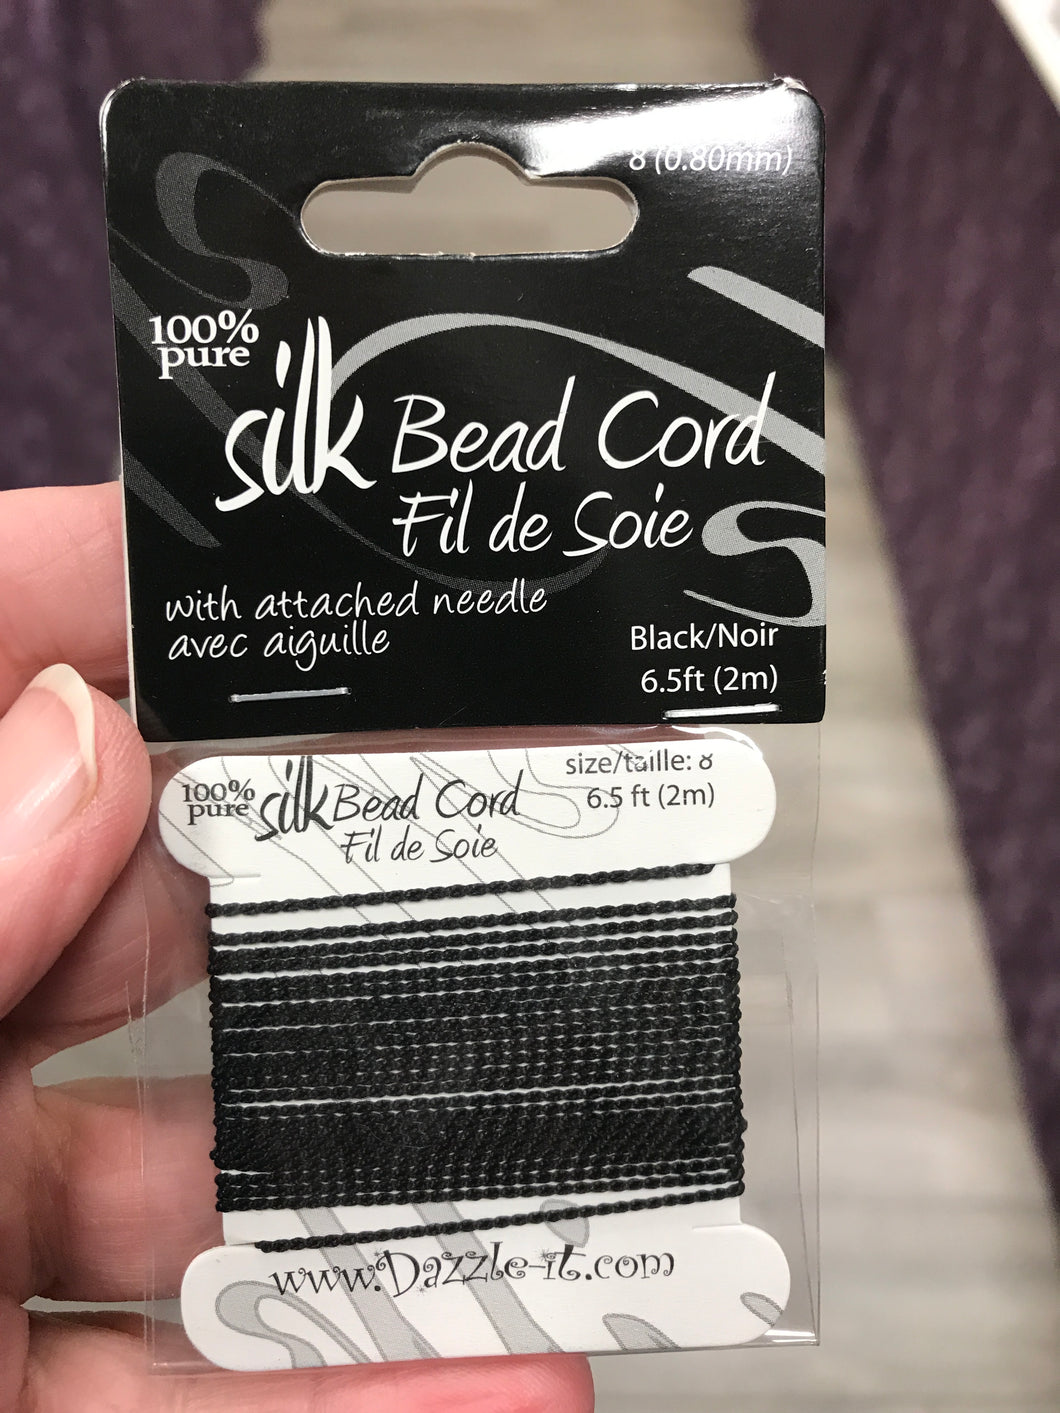 8 (0.80mm)
100%
pure
silk Bead Cord
Fil de Soie
with attached needle
avec aiguille
Black/Noir
6.5ft (2m)
size/taille: 8
6.5 ft (2m)
100%
pure
silk Bead Cord
Fil de Soie
www.Dazzle-it.com